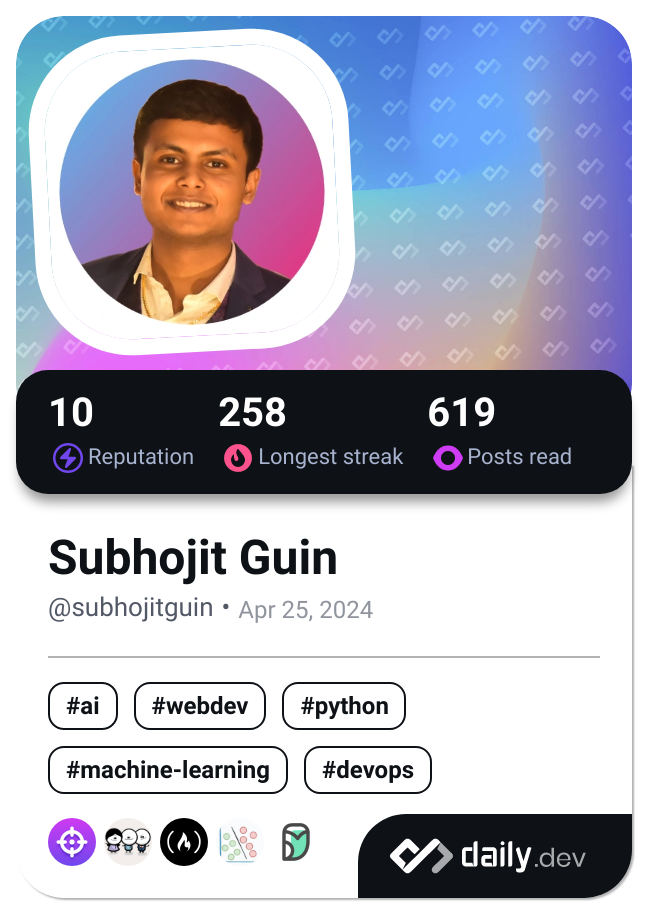 10 258 619
Reputation Longest streak Posts read
Subhojit Guin
@subhojitguin • Apr 25, 2024
#ai #webdev #python
#machine-learning #devops
daily.dev